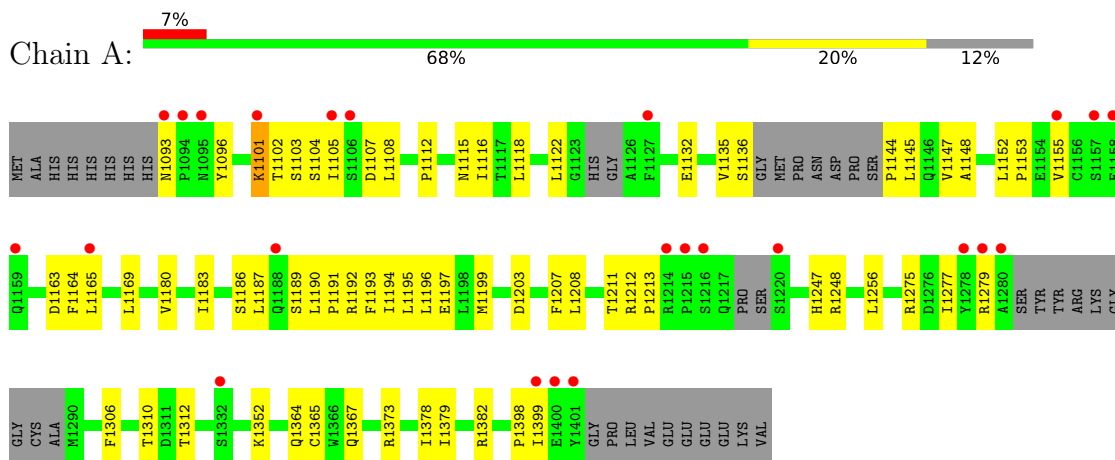 7%
Chain A:
68% 20% 12%
MET ALA HIS HIS HIS HIS HIS HIS HIS N1093 P1094 N1095 Y1096 K1101 T1102 S1103 S1104 I1105 S1106 D1107 L1108 P1112 N1115 I1116 T1117 L1118 L1122 G1123 HIS GLY A1126 F1127 E1132 V1135 S1136 GLY MET PRO ASN ASP PRO SER P1144 L1145 Q1146 V1147 A1148 L1152 P1153 E1154 V1155 C1156 S1157
Q1159 D1163 F1164 L1165 L1169 V1180 I1183 S1186 L1187 Q1188 S1189 L1190 P1191 R1192 F1193 I1194 L1195 L1196 E1197 L1198 M1199 D1203 F1207 L1208 T1211 R1212 P1213 R1214 P1215 S1216 Q1217 PRO SER S1220 H1247 R1248 L1256 R1275 D1276 I1277 Y1278 R1279 A1280 SER TYR TYR ARG LYS GLY
GLY CYS ALA M1290 F1306 T1310 D1311 T1312 S1332 K1352 Q1364 C1365 W1366 Q1367 R1373 I1378 I1379 R1382 P1398 I1399 E1400 Y1401 GLY PRO LEU VAL GLU GLU GLU GLU LYS VAL